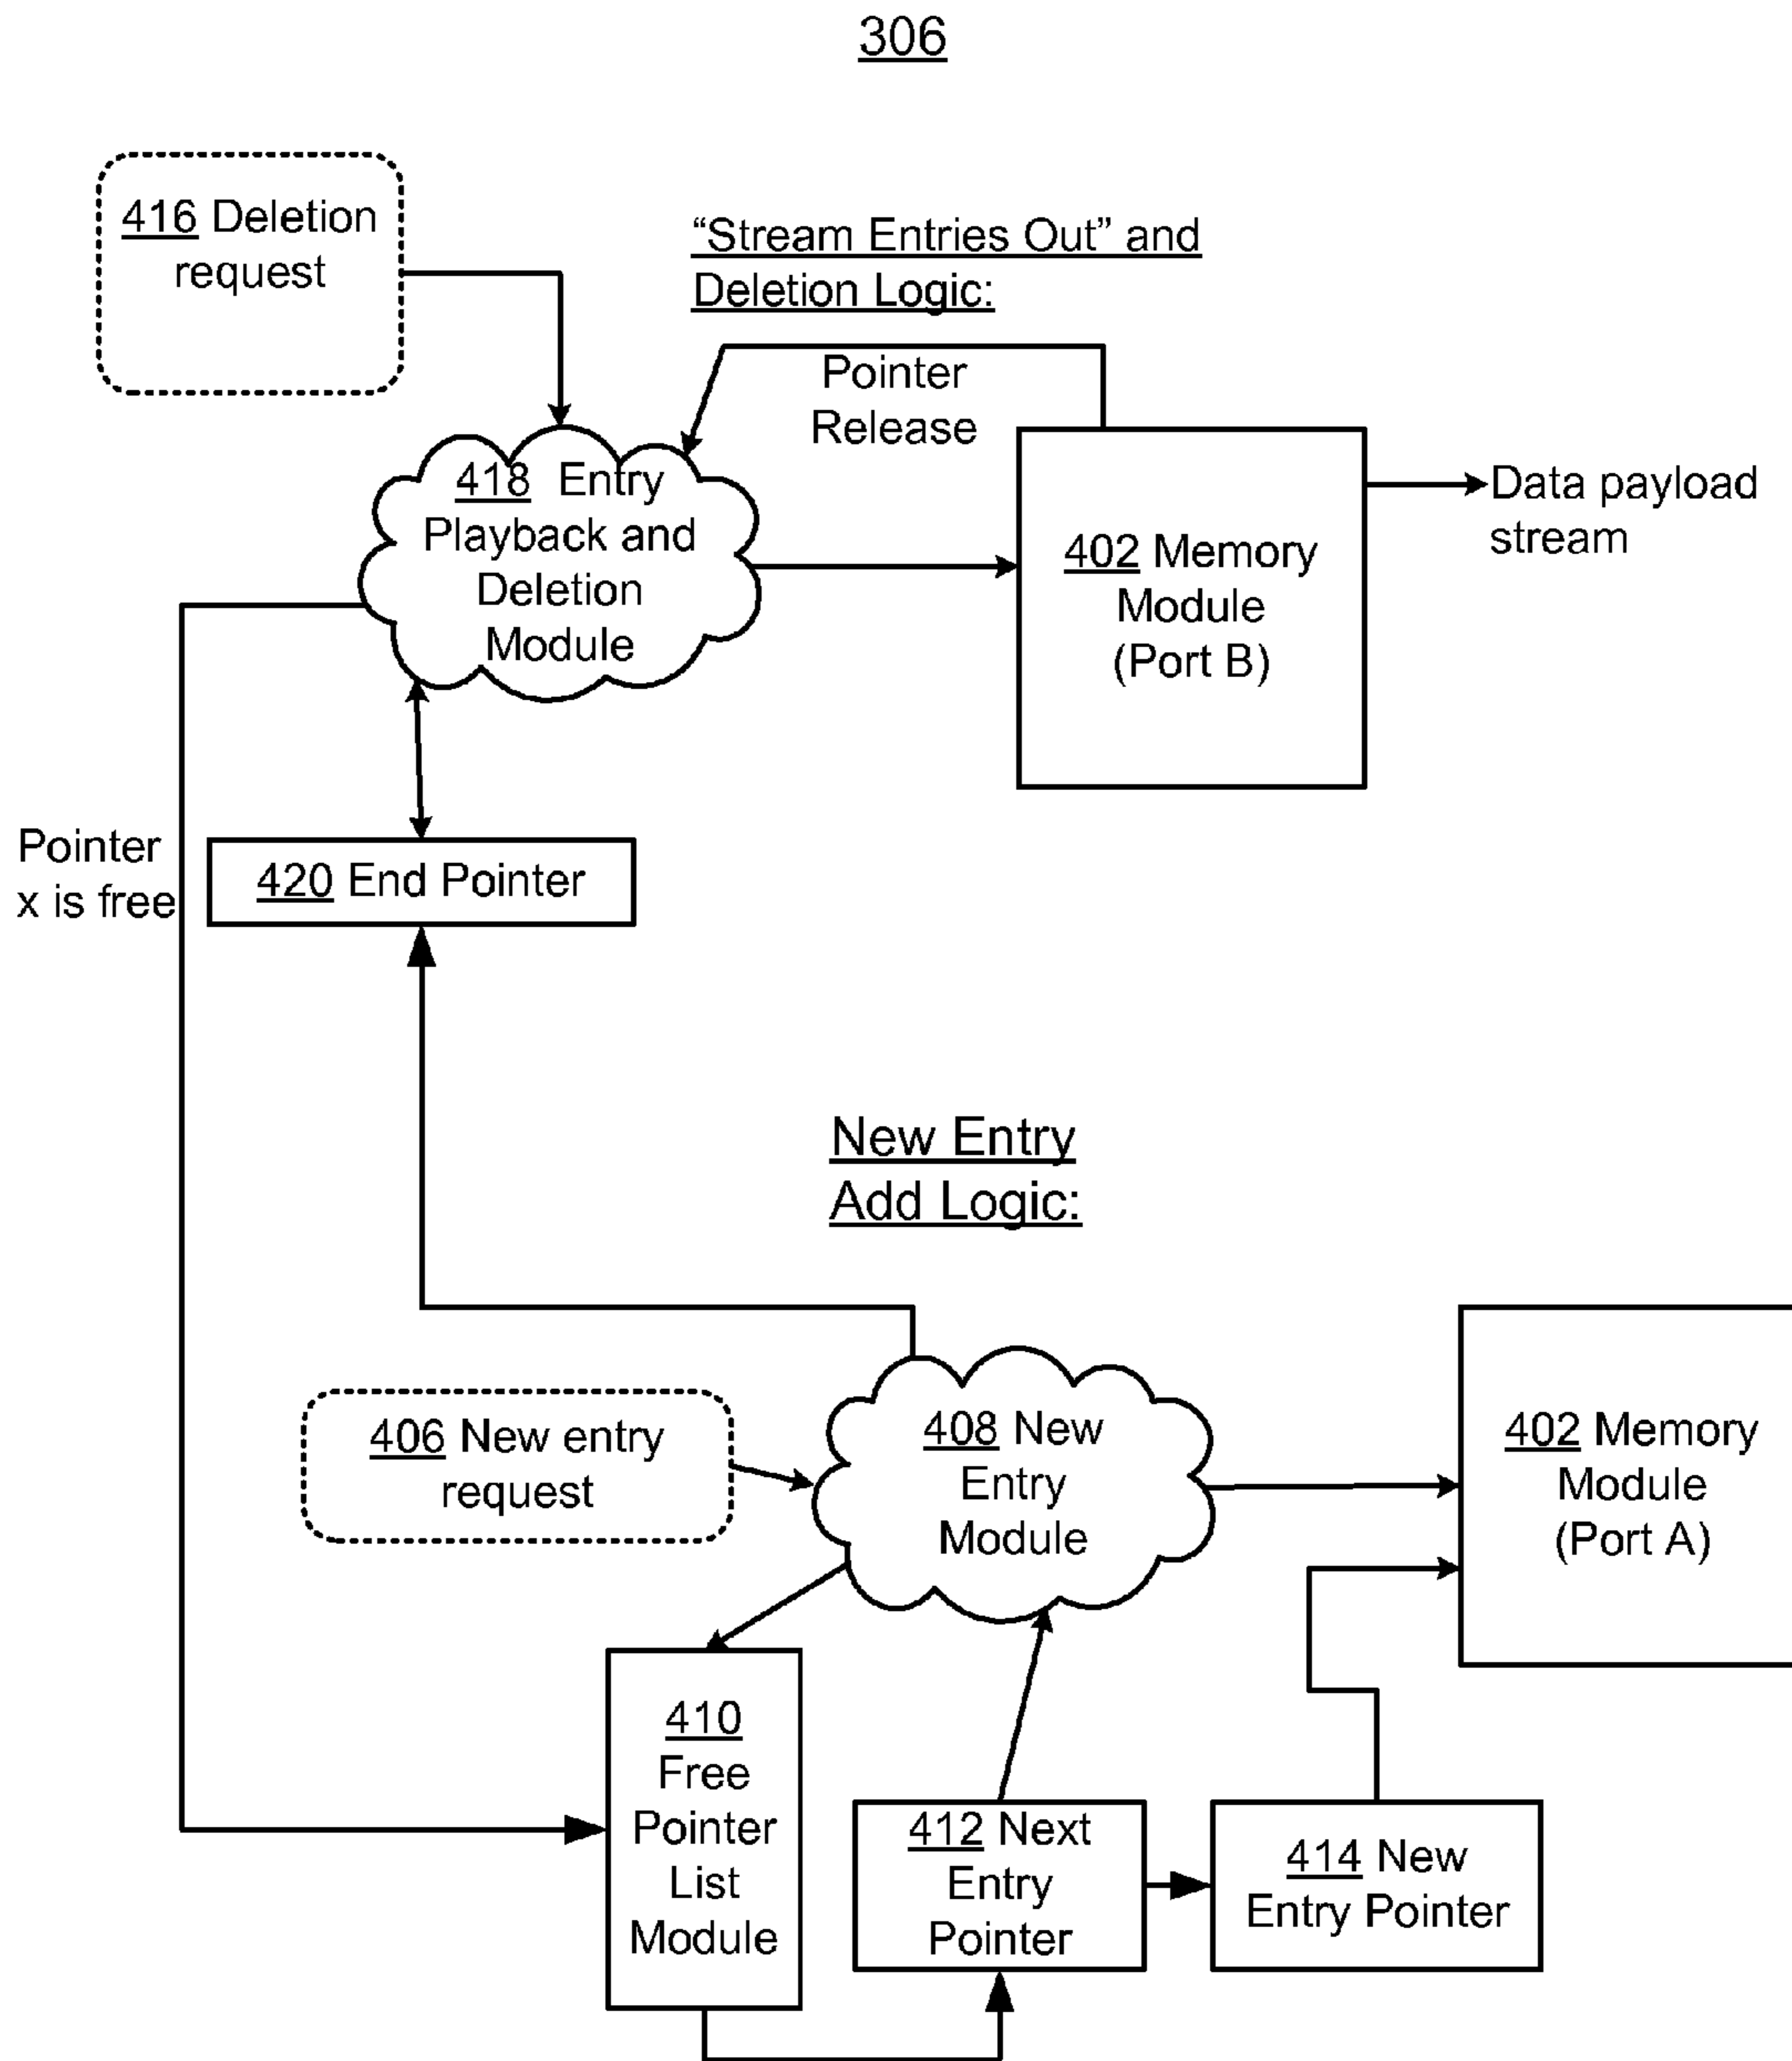 306
416 Deletion
request
“Stream Entries Out” and
Deletion Logic:
Pointer
Release
418 Entry
Playback and
Deletion
Module
402 Memory
Module
(Port B)
Data payload
stream
Pointer
x is free
420 End Pointer
New Entry
Add Logic:
406 New entry
request
408 New
Entry
Module
402 Memory
Module
(Port A)
410
Free
Pointer
List
Module
412 Next
Entry
Pointer
414 New
Entry Pointer